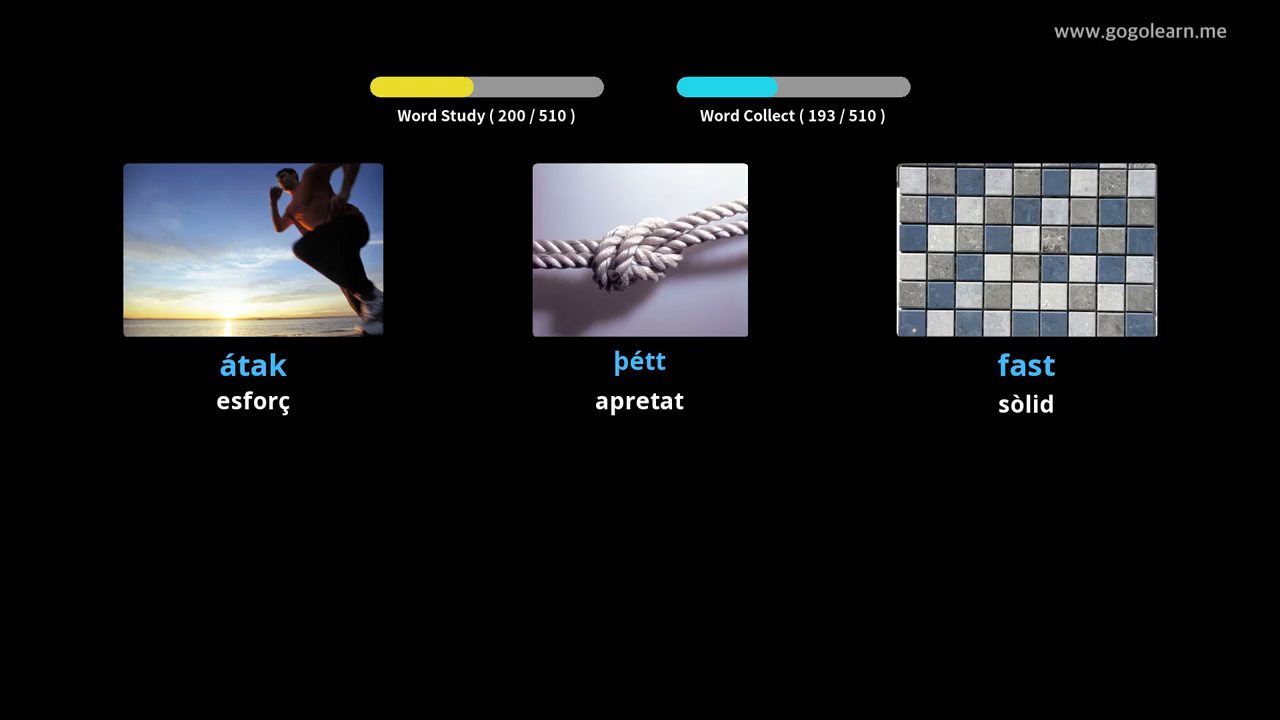 www.gogolearn.me
Word Study ( 200 / 510 )
Word Collect ( 193 / 510 )
átak
þétt
fast
esforç
apretat
sòlid